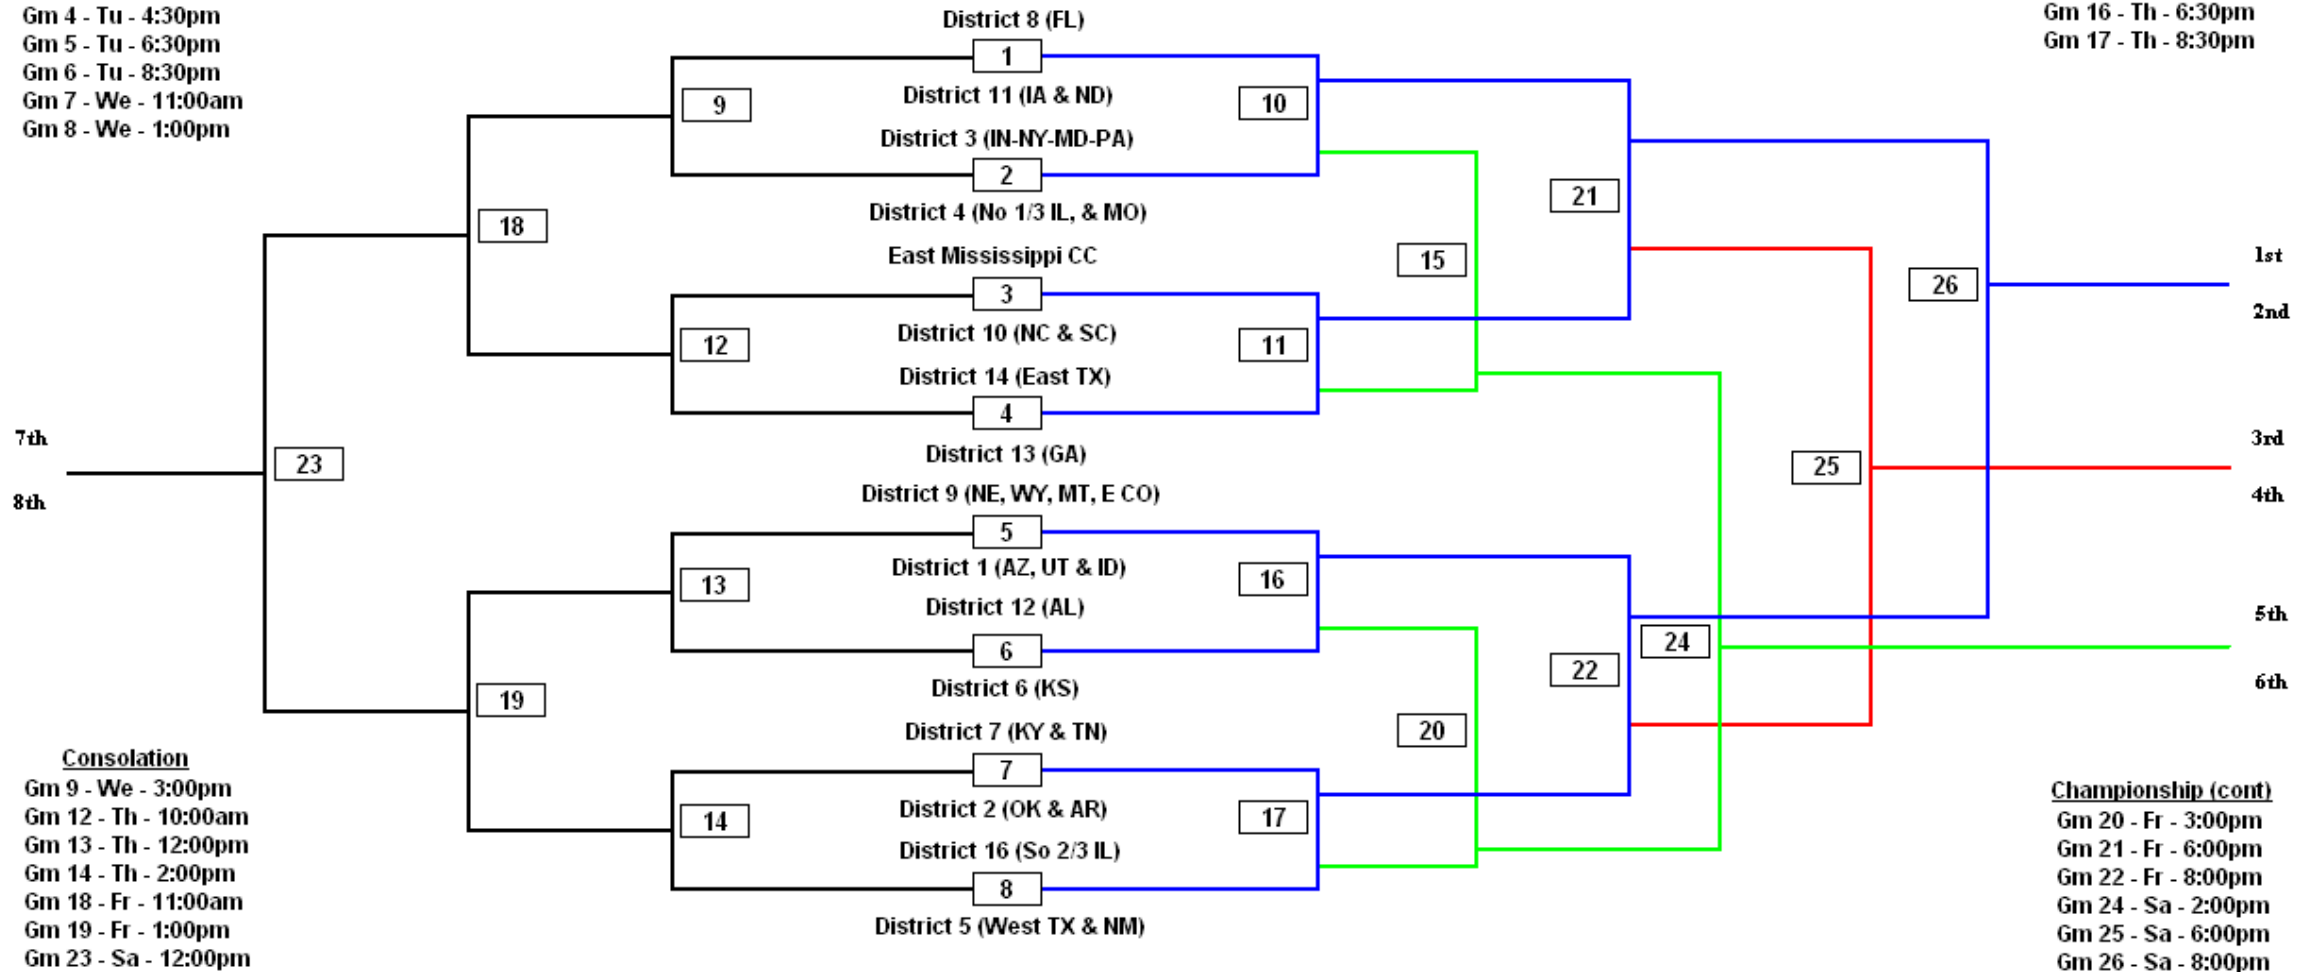 Gm 4 - Tu - 4:30pm
Gm 5 - Tu - 6:30pm
Gm 6 - Tu - 8:30pm
Gm 7 - We - 11:00am
Gm 8 - We - 1:00pm
Gm 16 - Th - 6:30pm
Gm 17 - Th - 8:30pm
District 8 (FL)
1
District 11 (IA & ND)
9
10
District 3 (IN-NY-MD-PA)
2
21
District 4 (No 1/3 IL, & MO)
18
East Mississippi CC
15
1st
26
3
2nd
District 10 (NC & SC)
12
11
District 14 (East TX)
4
7th
3rd
District 13 (GA)
23
25
8th
4th
District 9 (NE, WY, MT, E CO)
5
District 1 (AZ, UT & ID)
13
16
District 12 (AL)
5th
6
24
22
District 6 (KS)
6th
19
District 7 (KY & TN)
20
7
District 2 (OK & AR)
14
17
District 16 (So 2/3 IL)
8
District 5 (West TX & NM)
Consolation
Gm 9 - We - 3:00pm
Gm 12 - Th - 10:00am
Gm 13 - Th - 12:00pm
Gm 14 - Th - 2:00pm
Gm 18 - Fr - 11:00am
Gm 19 - Fr - 1:00pm
Gm 23 - Sa - 12:00pm
Championship (cont)
Gm 20 - Fr - 3:00pm
Gm 21 - Fr - 6:00pm
Gm 22 - Fr - 8:00pm
Gm 24 - Sa - 2:00pm
Gm 25 - Sa - 6:00pm
Gm 26 - Sa - 8:00pm